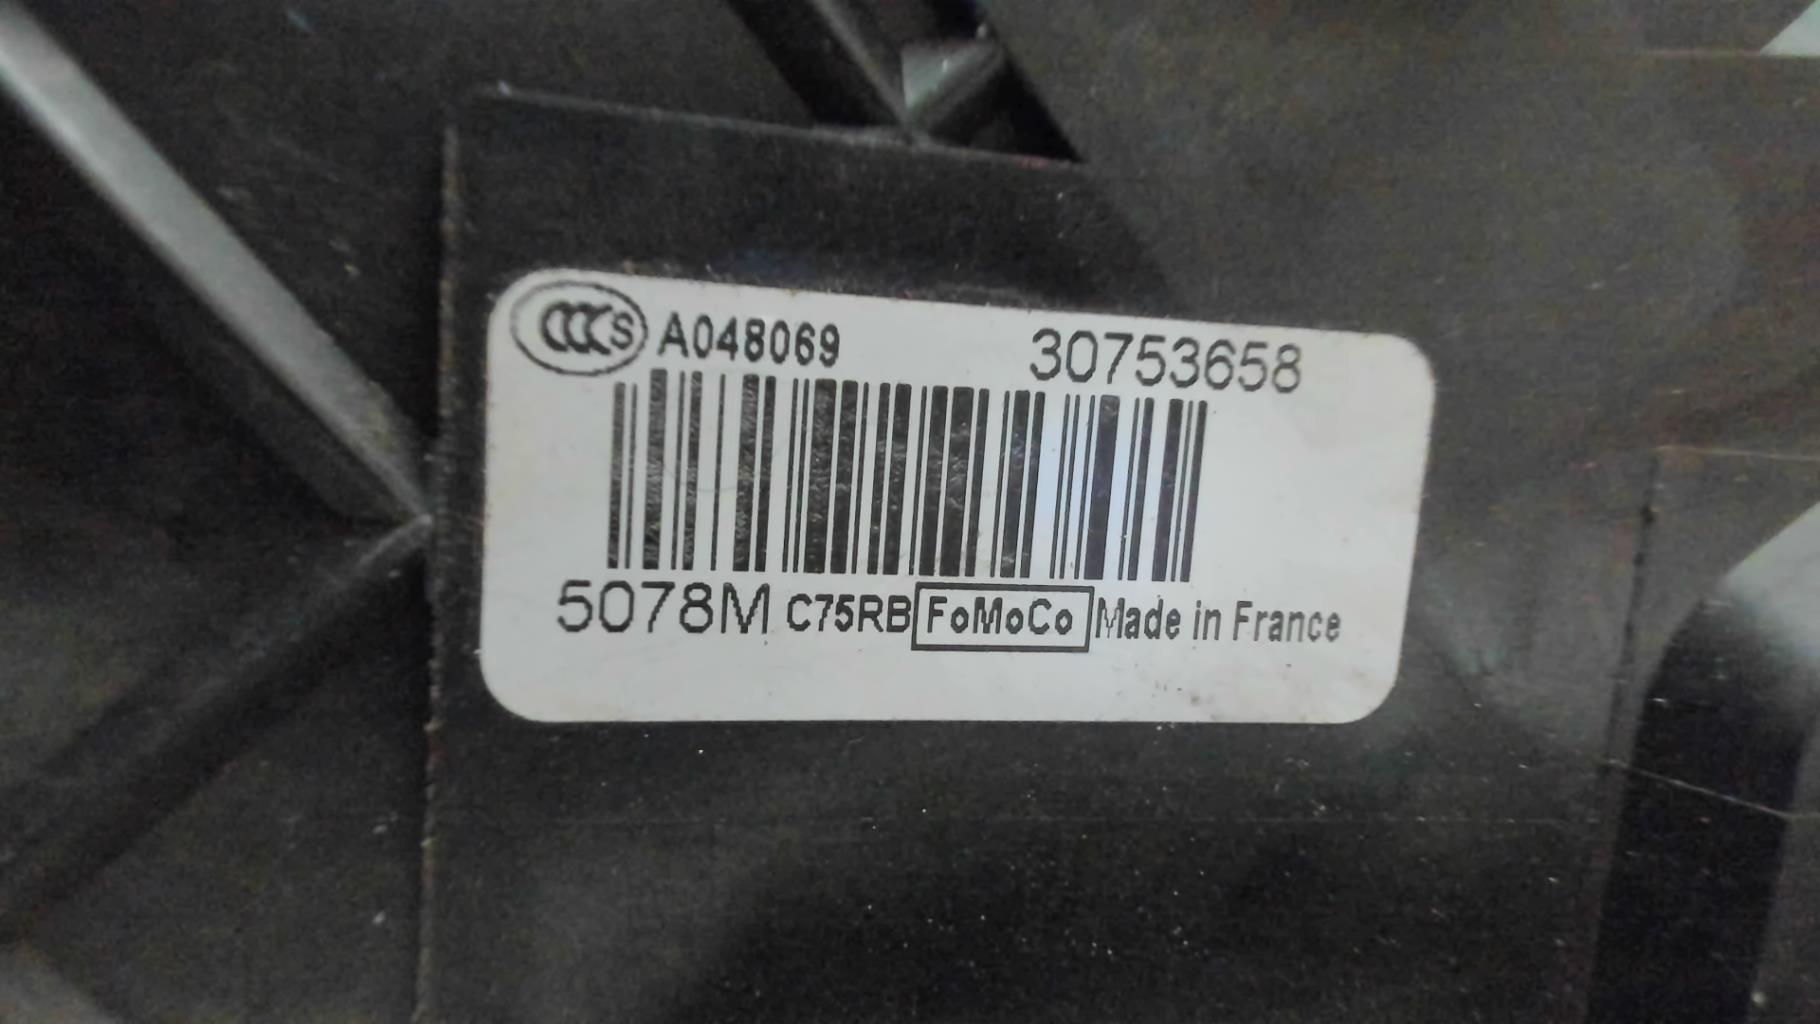 CCC S A048069 30753658
5078M C75RB FoMoCo Made in France